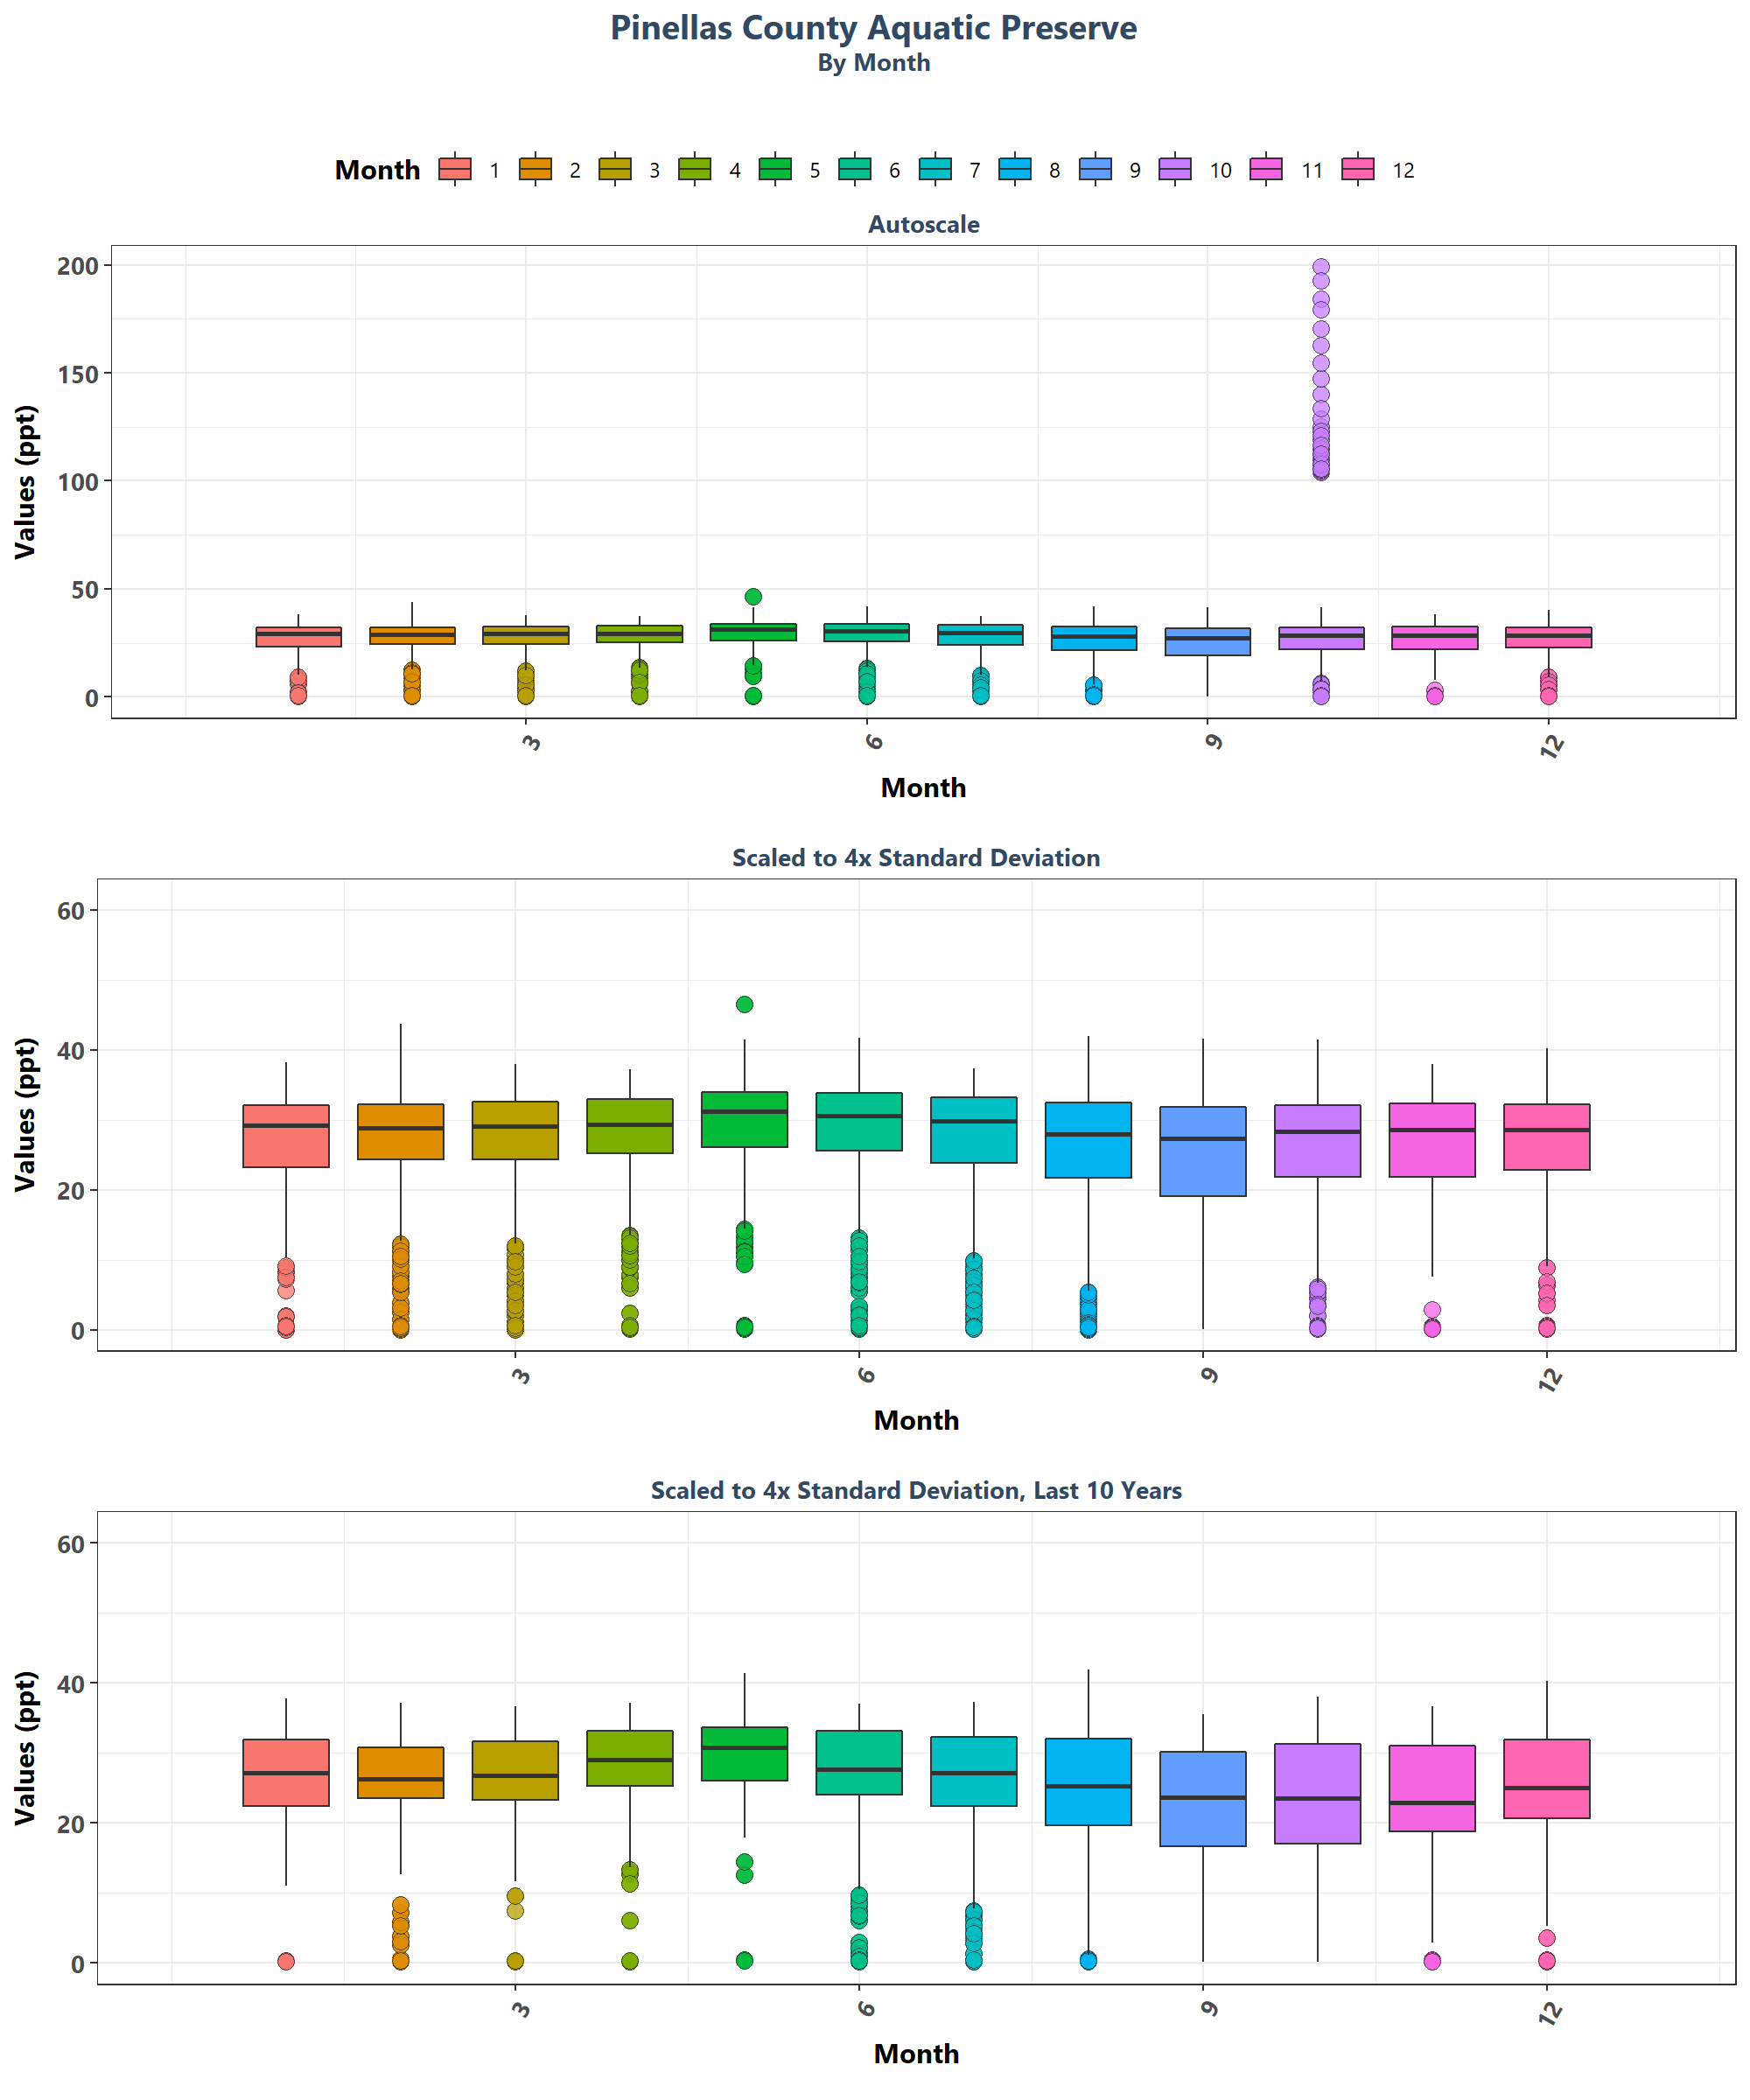 Pinellas County Aquatic Preserve
By Month
Month 1 2 3 4 5 6 7 8 9 10 11 12
Autoscale
Values (ppt)
200
150
100
50
0
3 6 9 12
Month
Scaled to 4x Standard Deviation
Values (ppt)
60
40
20
0
3 6 9 12
Month
Scaled to 4x Standard Deviation, Last 10 Years
Values (ppt)
60
40
20
0
3 6 9 12
Month